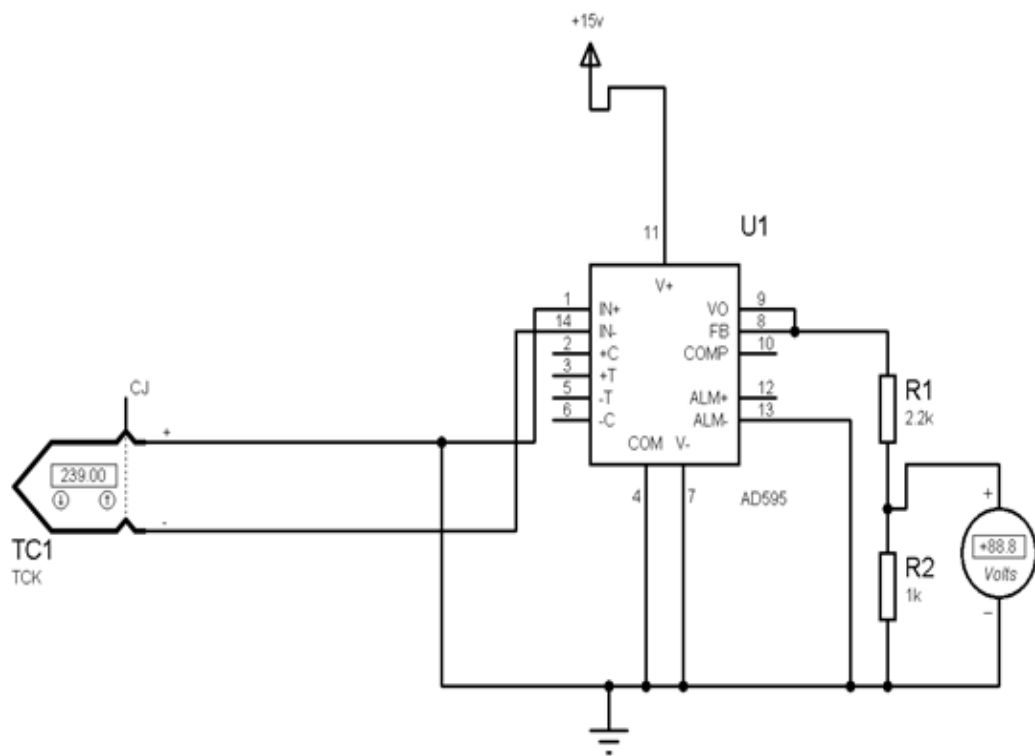 +15v
U1
11
V+
1 IN+ VO 9
14 IN- FB 8
2 +C COMP 10
3 +T
5 -T ALM+ 12
6 -C ALM- 13
COM V-
4 7
AD595
CJ
+
239.00
-
TC1
TCK
R1
2.2k
+
+88.8
Volts
-
R2
1k